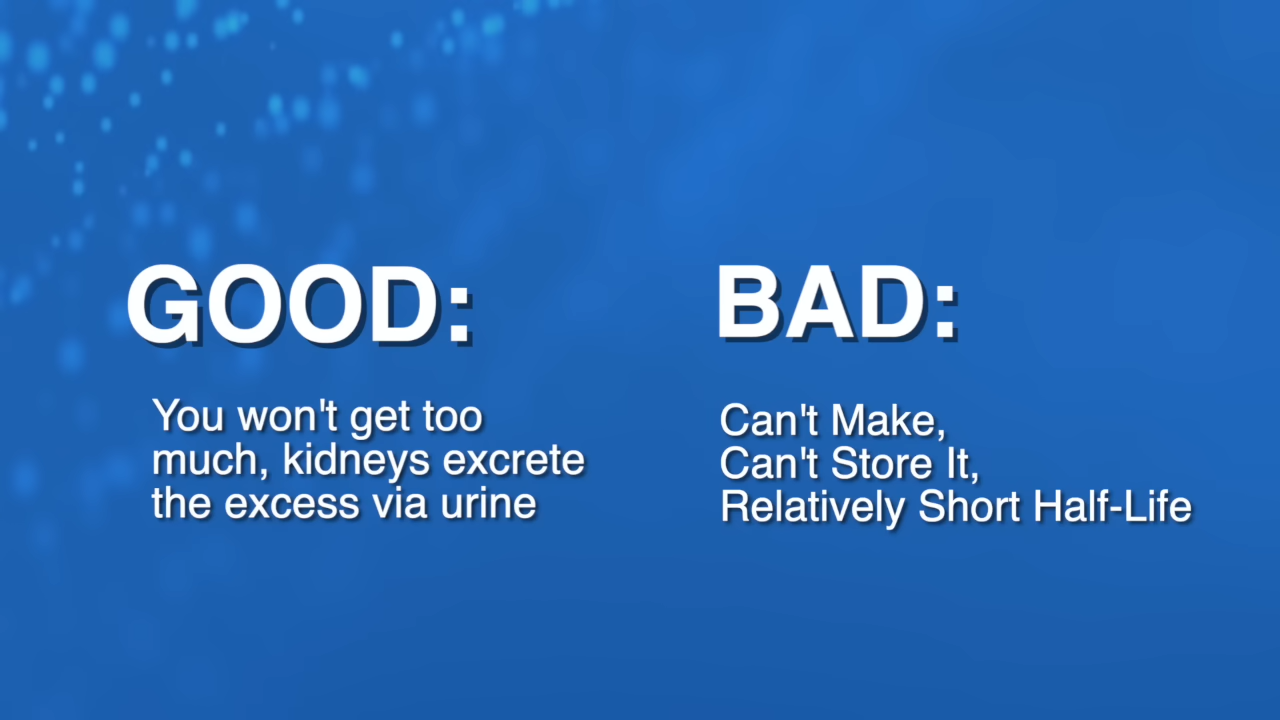 GOOD:
You won't get too
much, kidneys excrete
the excess via urine
BAD:
Can't Make,
Can't Store It,
Relatively Short Half-Life